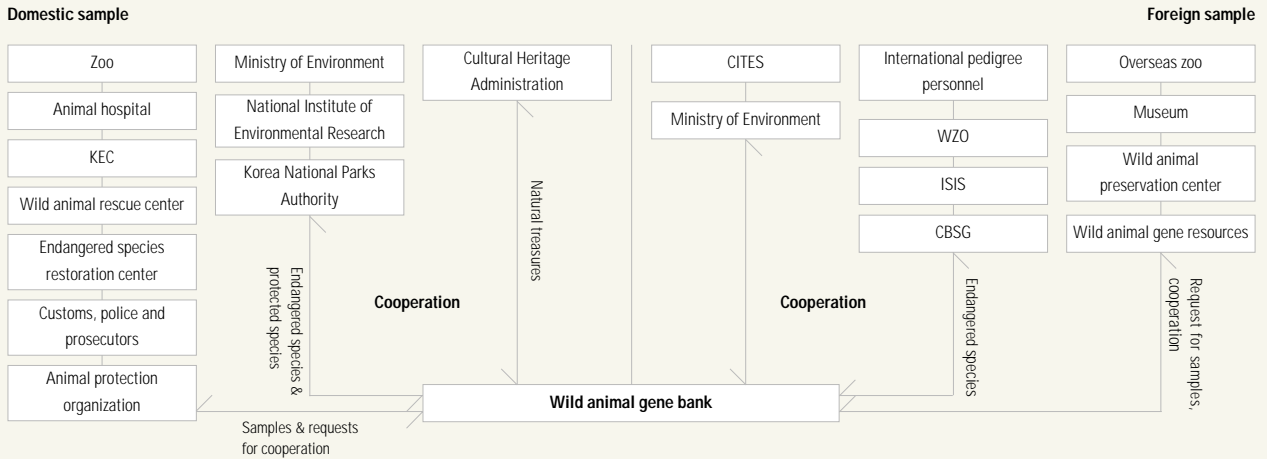 Domestic sample
Foreign sample
Zoo
Animal hospital
KEC
Wild animal rescue center
Endangered species
restoration center
Customs, police and
prosecutors
Animal protection
organization
Ministry of Environment
National Institute of
Environmental Research
Korea National Parks
Authority
Endangered species &
protected species
Samples & requests
for cooperation
Cooperation
Cultural Heritage
Administration
Natural treasures
Wild animal gene bank
CITES
Ministry of Environment
Cooperation
International pedigree
personnel
WZO
ISIS
CBSG
Endangered species
Overseas zoo
Museum
Wild animal
preservation center
Wild animal gene resources
Request for samples,
cooperation